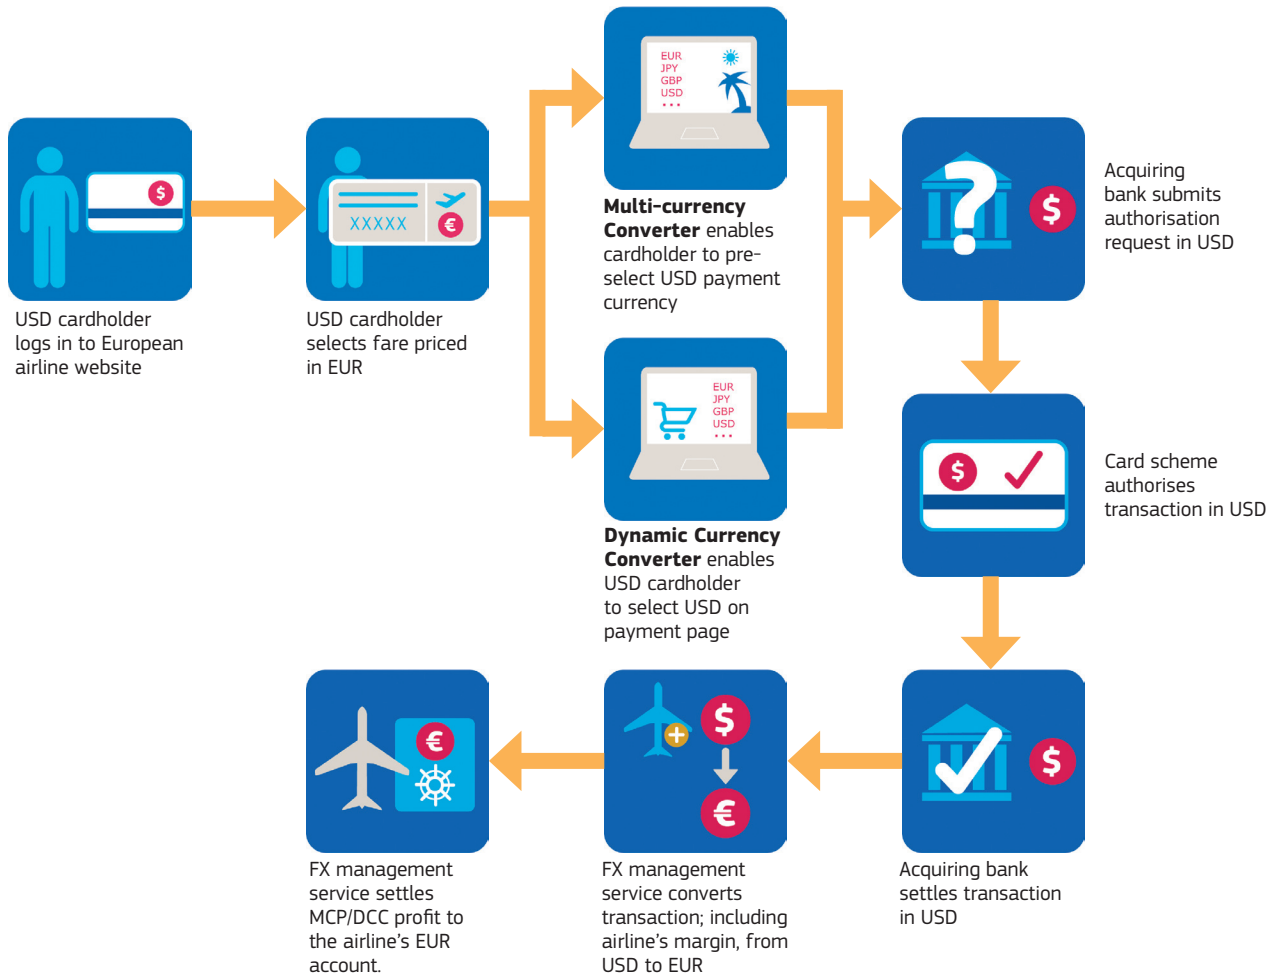 USD cardholder
logs in to European
airline website
XXXXX
€
USD cardholder
selects fare priced
in EUR
$
EUR
JPY
GBP
USD
...
Multi-currency
Converter enables
cardholder to pre-
select USD payment
currency
EUR
JPY
GBP
USD
...
Dynamic Currency
Converter enables
USD cardholder
to select USD on
payment page
?
$
Acquiring
bank submits
authorisation
request in USD
$
Card scheme
authorises
transaction in USD
$
Acquiring bank
settles transaction
in USD
+
$
€
FX management
service converts
transaction; including
airline's margin, from
USD to EUR
€
FX management
service settles
MCP/DCC profit to
the airline's EUR
account.